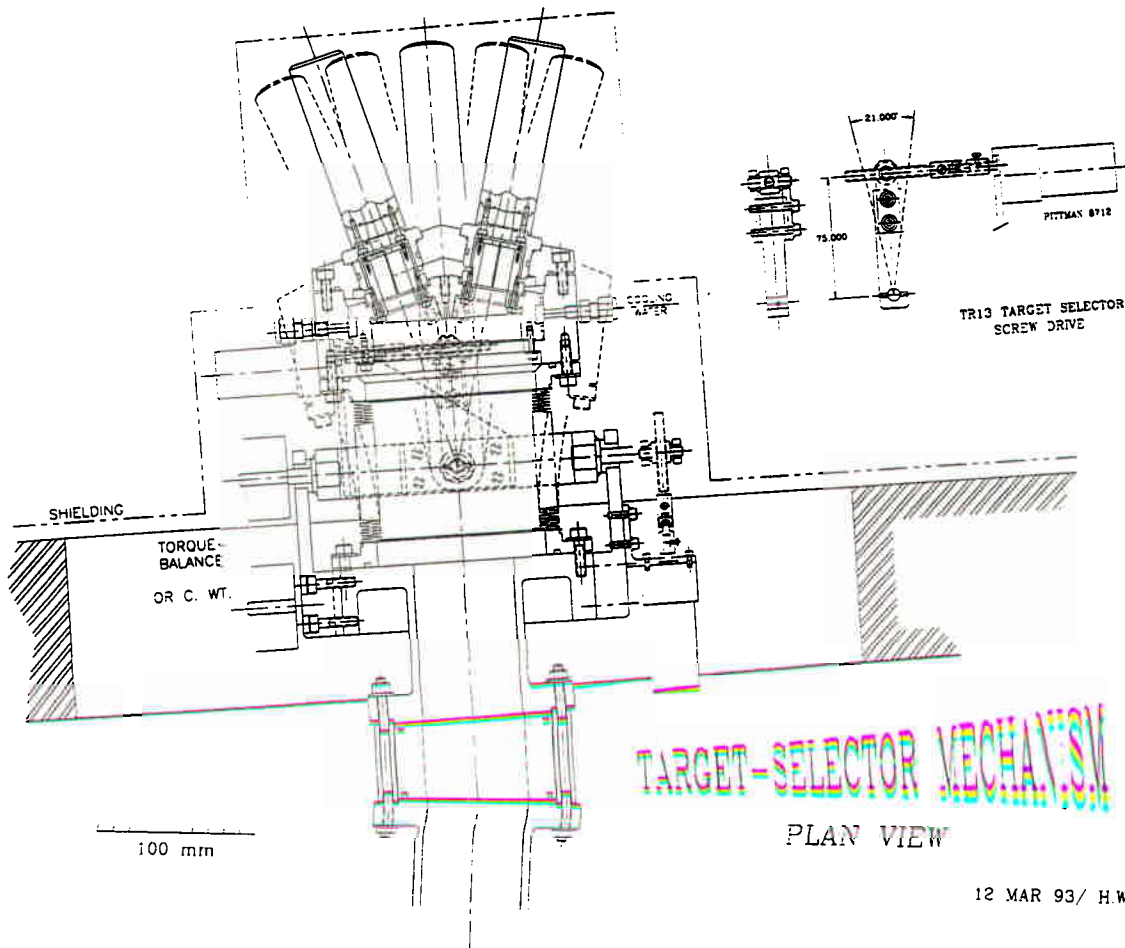 21.000'
75.000
PITTMAN 8712
TR13 TARGET SELECTOR
SCREW DRIVE
COOLING
WATER
SHIELDING
TORQUE-
BALANCE
OR C. WT.
TARGET-SELECTOR MECHANISM
PLAN VIEW
100 mm
12 MAR 93/ H.W